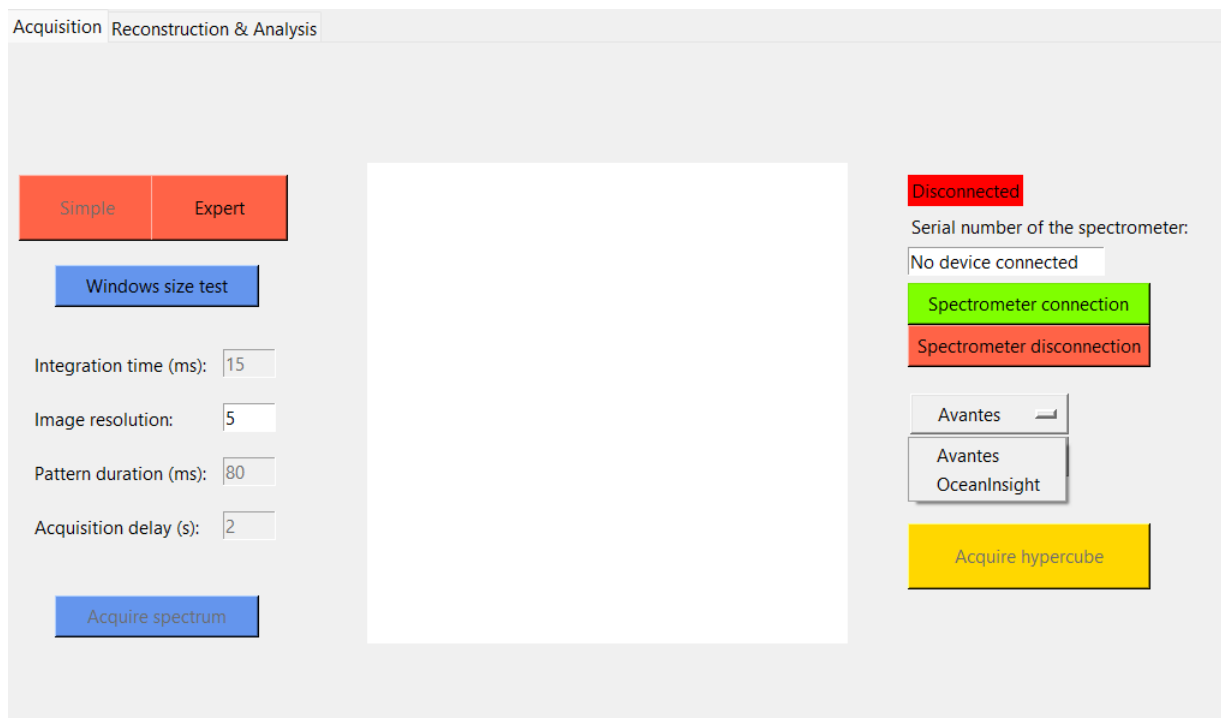 Acquisition Reconstruction & Analysis
Simple Expert
Windows size test
Integration time (ms): 15
Image resolution: 5
Pattern duration (ms): 80
Acquisition delay (s): 2
Acquire spectrum
Disconnected
Serial number of the spectrometer:
No device connected
Spectrometer connection
Spectrometer disconnection
Avantes
Avantes
OceanInsight
Acquire hypercube